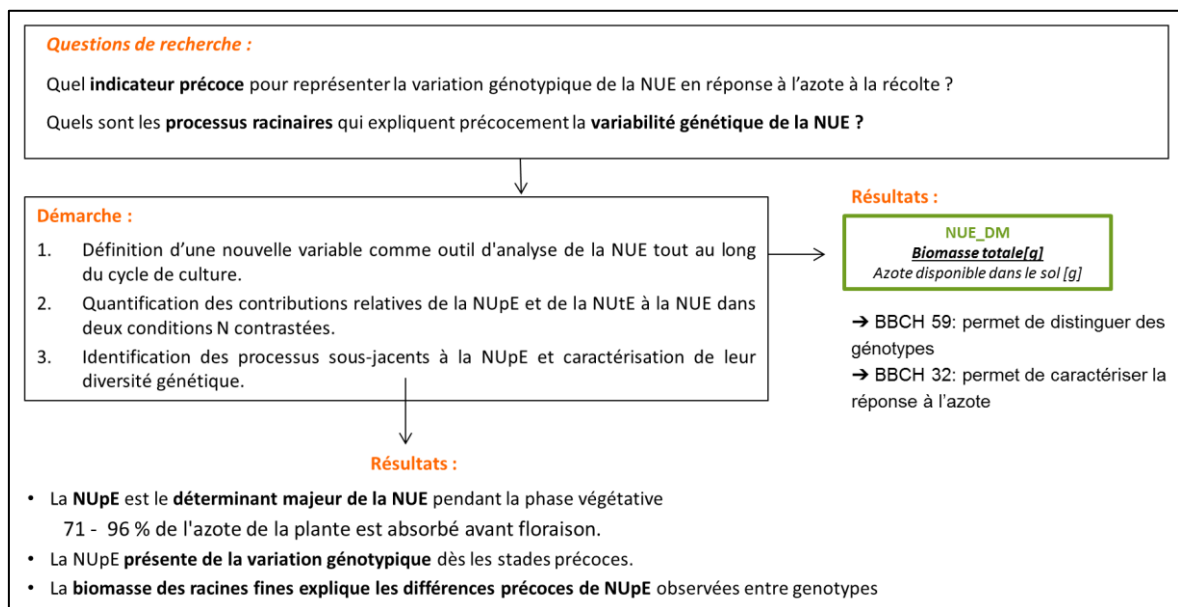 Questions de recherche :
Quel indicateur précoce pour représenter la variation génotypique de la NUE en réponse à l'azote à la récolte ?
Quels sont les processus racinaires qui expliquent précocement la variabilité génétique de la NUE ?
Démarche :
1. Définition d'une nouvelle variable comme outil d'analyse de la NUE tout au long
du cycle de culture.
2. Quantification des contributions relatives de la NUpE et de la NUtE à la NUE dans
deux conditions N contrastées.
3. Identification des processus sous-jacents à la NUpE et caractérisation de leur
diversité génétique.
Résultats :
NUE_DM
Biomasse totale[g]
Azote disponible dans le sol [g]
➔ BBCH 59: permet de distinguer des
génotypes
➔ BBCH 32: permet de caractériser la
réponse à l'azote
Résultats :
• La NUpE est le déterminant majeur de la NUE pendant la phase végétative
71 - 96 % de l'azote de la plante est absorbé avant floraison.
• La NUpE présente de la variation génotypique dès les stades précoces.
• La biomasse des racines fines explique les différences précoces de NUpE observées entre genotypes